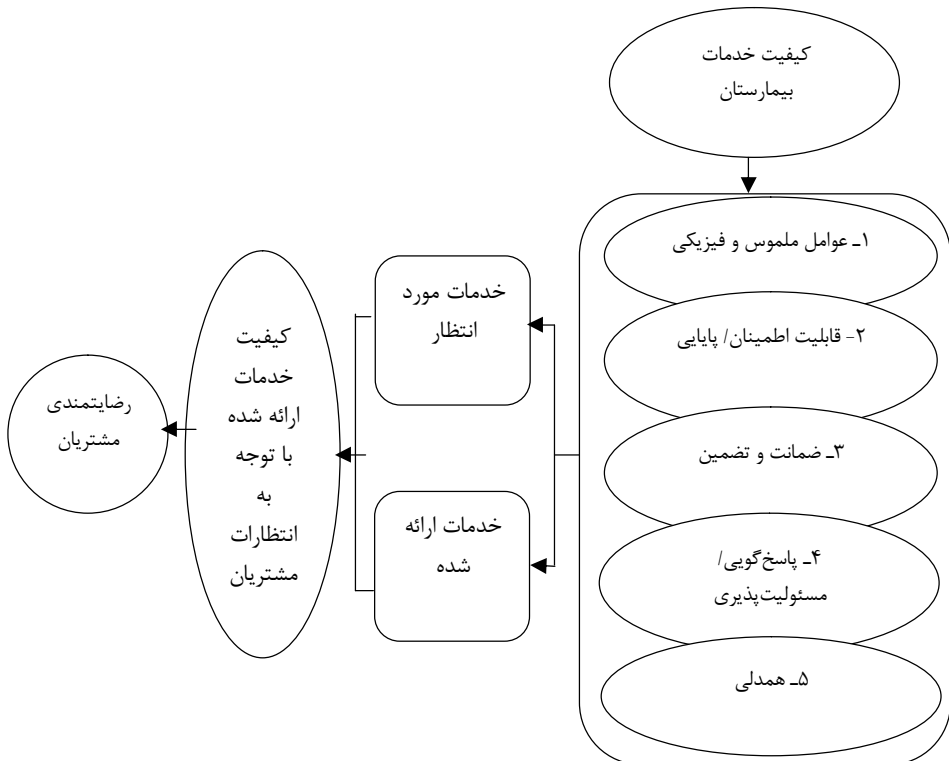 کیفیت خدمات
بیمارستان
۱ـ عوامل ملموس و فیزیکی
۲- قابلیت اطمینان/ پایایی
۳ـ ضمانت و تضمین
۴ـ پاسخ‌گویی/
مسئولیت‌پذیری
۵ـ همدلی
خدمات مورد
انتظار
خدمات ارائه
شده
کیفیت
خدمات
ارائه شده
با توجه
به
انتظارات
مشتریان
رضایتمندی
مشتریان